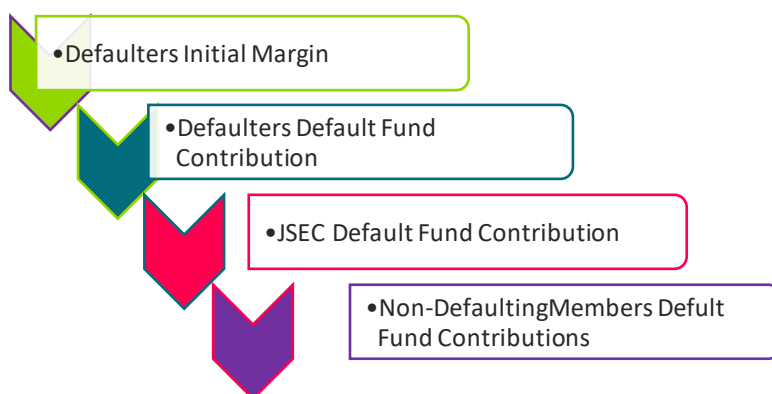 •Defaulters Initial Margin
•Defaulters Default Fund
Contribution
•JSEC Default Fund Contribution
•Non-DefaultingMembers Defult
Fund Contributions